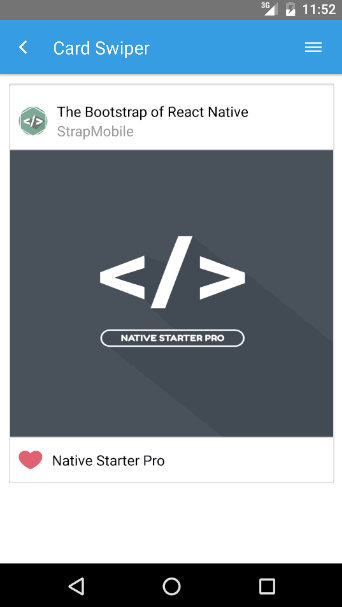 3G 11:52
Card Swiper
</>
The Bootstrap of React Native
StrapMobile
</>
NATIVE STARTER PRO
Native Starter Pro